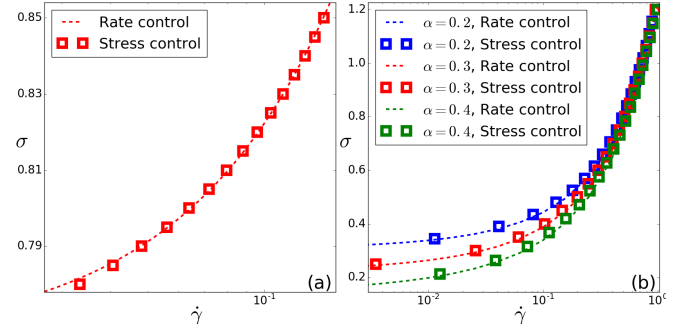 0.85
0.83
0.81
0.79
σ
Rate control
Stress control
(a)
10⁻¹
γ̇
1.2
1.0
0.8
0.6
0.4
0.2
σ
α = 0.2, Rate control
α = 0.2, Stress control
α = 0.3, Rate control
α = 0.3, Stress control
α = 0.4, Rate control
α = 0.4, Stress control
(b)
10⁻² 10⁻¹ 10⁰
γ̇